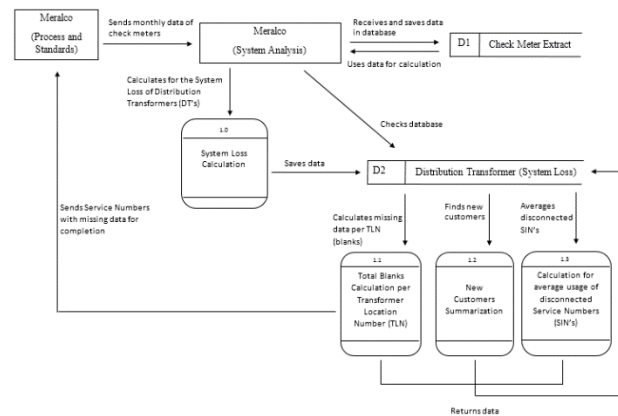 Meralco
(Process and
Standards)
Sends monthly data of
check meters
Meralco
(System Analysis)
Receives and saves data
in database
D1
Check Meter Extract
Uses data for calculation
Calculates for the System
Loss of Distribution
Transformers (DT's)
Checks database
1.0
System Loss
Calculation
Saves data
D2
Distribution Transformer (System Loss)
Sends Service Numbers
with missing data for
completion
Calculates missing
data per TLN
(blanks)
Finds new
customers
Averages
disconnected
SIN's
1.1
Total Blanks
Calculation per
Transformer
Location
Number (TLN)
1.2
New
Customers
Summarization
1.3
Calculation for
average usage of
disconnected
Service Numbers
(SIN's)
Returns data